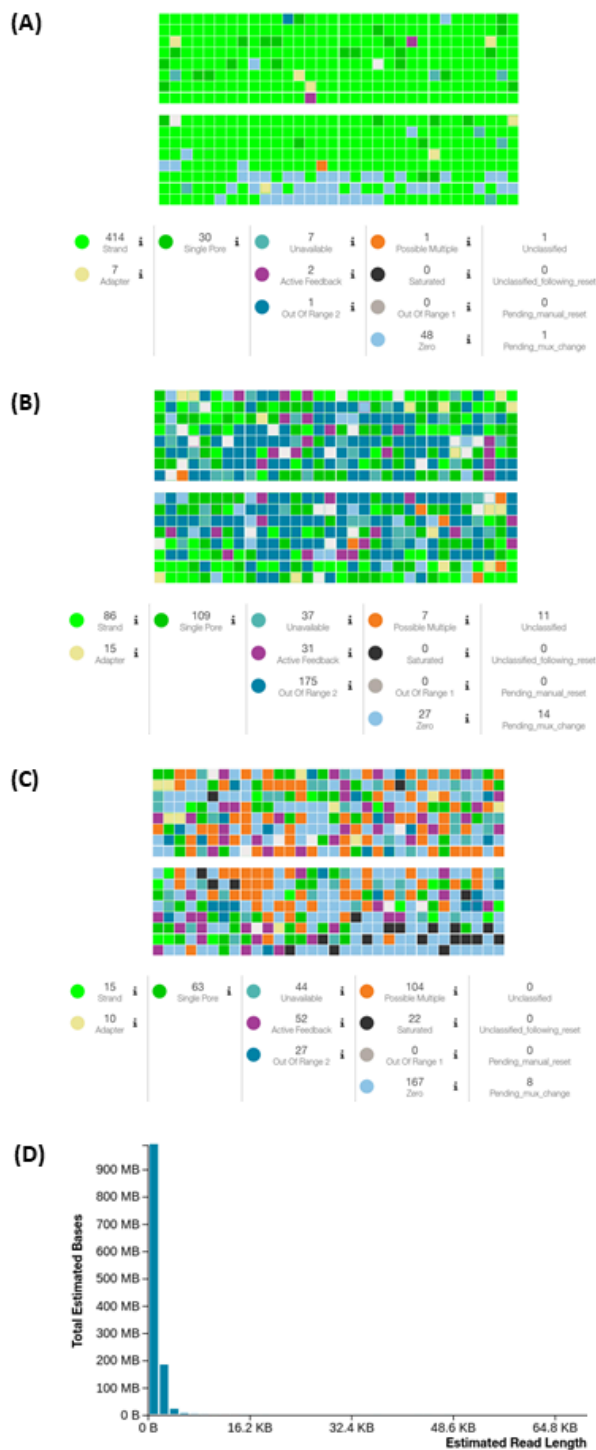 (A)
414 30 7 1 1
Strand Single Pore Unavailable Possible Multiple Unclassified
7 2 0 0
Adapter Active Feedback Saturated Unclassified_following_reset
1 0 0
Out Of Range 2 Out Of Range 1 Pending_manual_reset
48 1
Zero Pending_mux_change
(B)
86 109 37 7 11
Strand Single Pore Unavailable Possible Multiple Unclassified
15 31 0 0
Adapter Active Feedback Saturated Unclassified_following_reset
175 0 0
Out Of Range 2 Out Of Range 1 Pending_manual_reset
27 14
Zero Pending_mux_change
(C)
15 63 44 104 0
Strand Single Pore Unavailable Possible Multiple Unclassified
10 52 22 0
Adapter Active Feedback Saturated Unclassified_following_reset
27 0 0
Out Of Range 2 Out Of Range 1 Pending_manual_reset
167 8
Zero Pending_mux_change
(D)
Total Estimated Bases
900 MB
800 MB
700 MB
600 MB
500 MB
400 MB
300 MB
200 MB
100 MB
0 B
0 B 16.2 KB 32.4 KB 48.6 KB 64.8 KB
Estimated Read Length